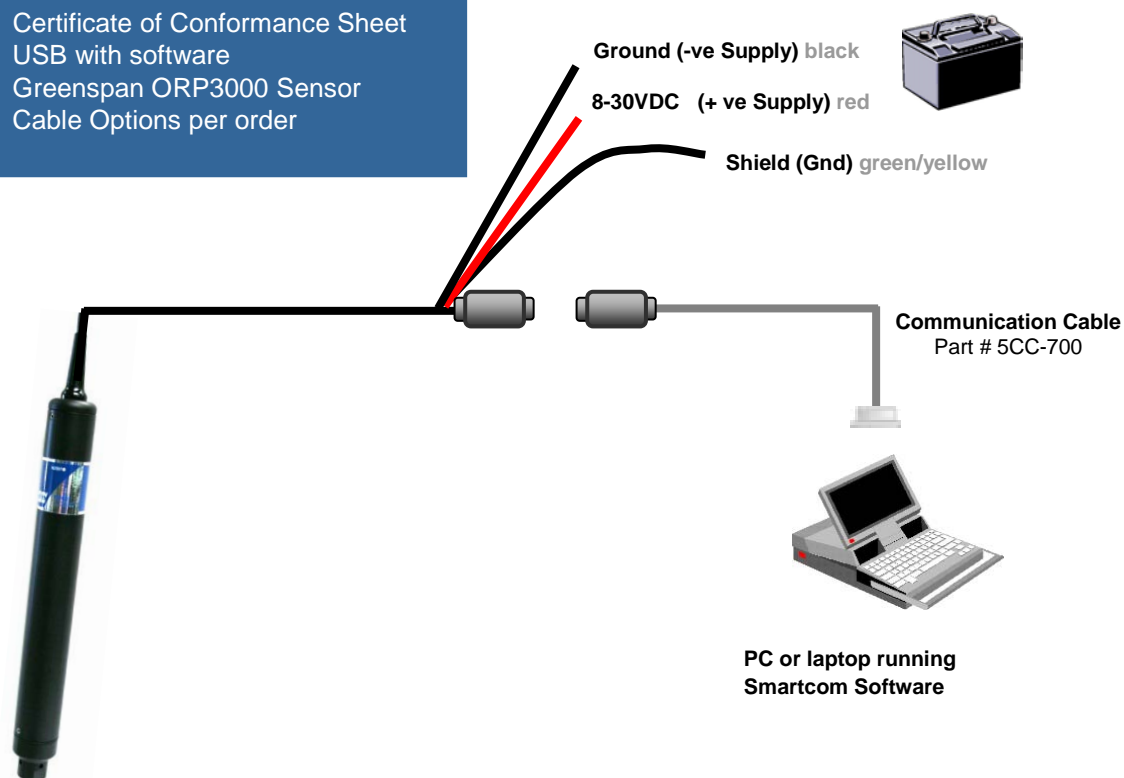 Certificate of Conformance Sheet
USB with software
Greenspan ORP3000 Sensor
Cable Options per order
Ground (-ve Supply) black
8-30VDC (+ ve Supply) red
Shield (Gnd) green/yellow
Communication Cable
Part # 5CC-700
PC or laptop running
Smartcom Software